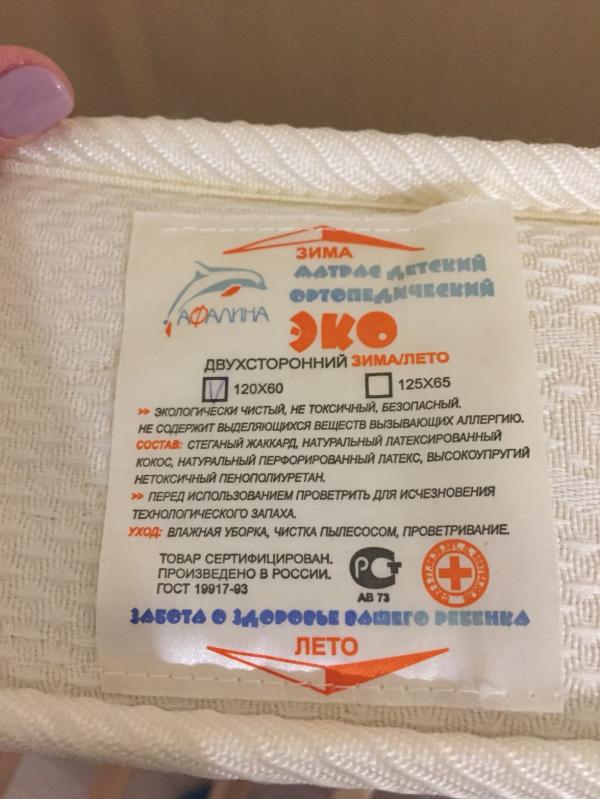 ЗИМА
АФАЛИНА
МАТРАС ДЕТСКИЙ
ОРТОПЕДИЧЕСКИЙ
ЭКО
ДВУХСТОРОННИЙ ЗИМА/ЛЕТО
120Х60 125Х65
>> ЭКОЛОГИЧЕСКИ ЧИСТЫЙ, НЕ ТОКСИЧНЫЙ, БЕЗОПАСНЫЙ.
НЕ СОДЕРЖИТ ВЫДЕЛЯЮЩИХСЯ ВЕЩЕСТВ ВЫЗЫВАЮЩИХ АЛЛЕРГИЮ.
СОСТАВ: СТЕГАНЫЙ ЖАККАРД, НАТУРАЛЬНЫЙ ЛАТЕКСИРОВАННЫЙ
КОКОС, НАТУРАЛЬНЫЙ ПЕРФОРИРОВАННЫЙ ЛАТЕКС, ВЫСОКОУПРУГИЙ
НЕТОКСИЧНЫЙ ПЕНОПОЛИУРЕТАН.
>> ПЕРЕД ИСПОЛЬЗОВАНИЕМ ПРОВЕТРИТЬ ДЛЯ ИСЧЕЗНОВЕНИЯ
ТЕХНОЛОГИЧЕСКОГО ЗАПАХА.
УХОД: ВЛАЖНАЯ УБОРКА, ЧИСТКА ПЫЛЕСОСОМ, ПРОВЕТРИВАНИЕ.
ТОВАР СЕРТИФИЦИРОВАН.
ПРОИЗВЕДЕНО В РОССИИ.
ГОСТ 19917-93
АВ 73
ЗАБОТА О ЗДОРОВЬЕ ВАШЕГО РЕБЕНКА
ЛЕТО